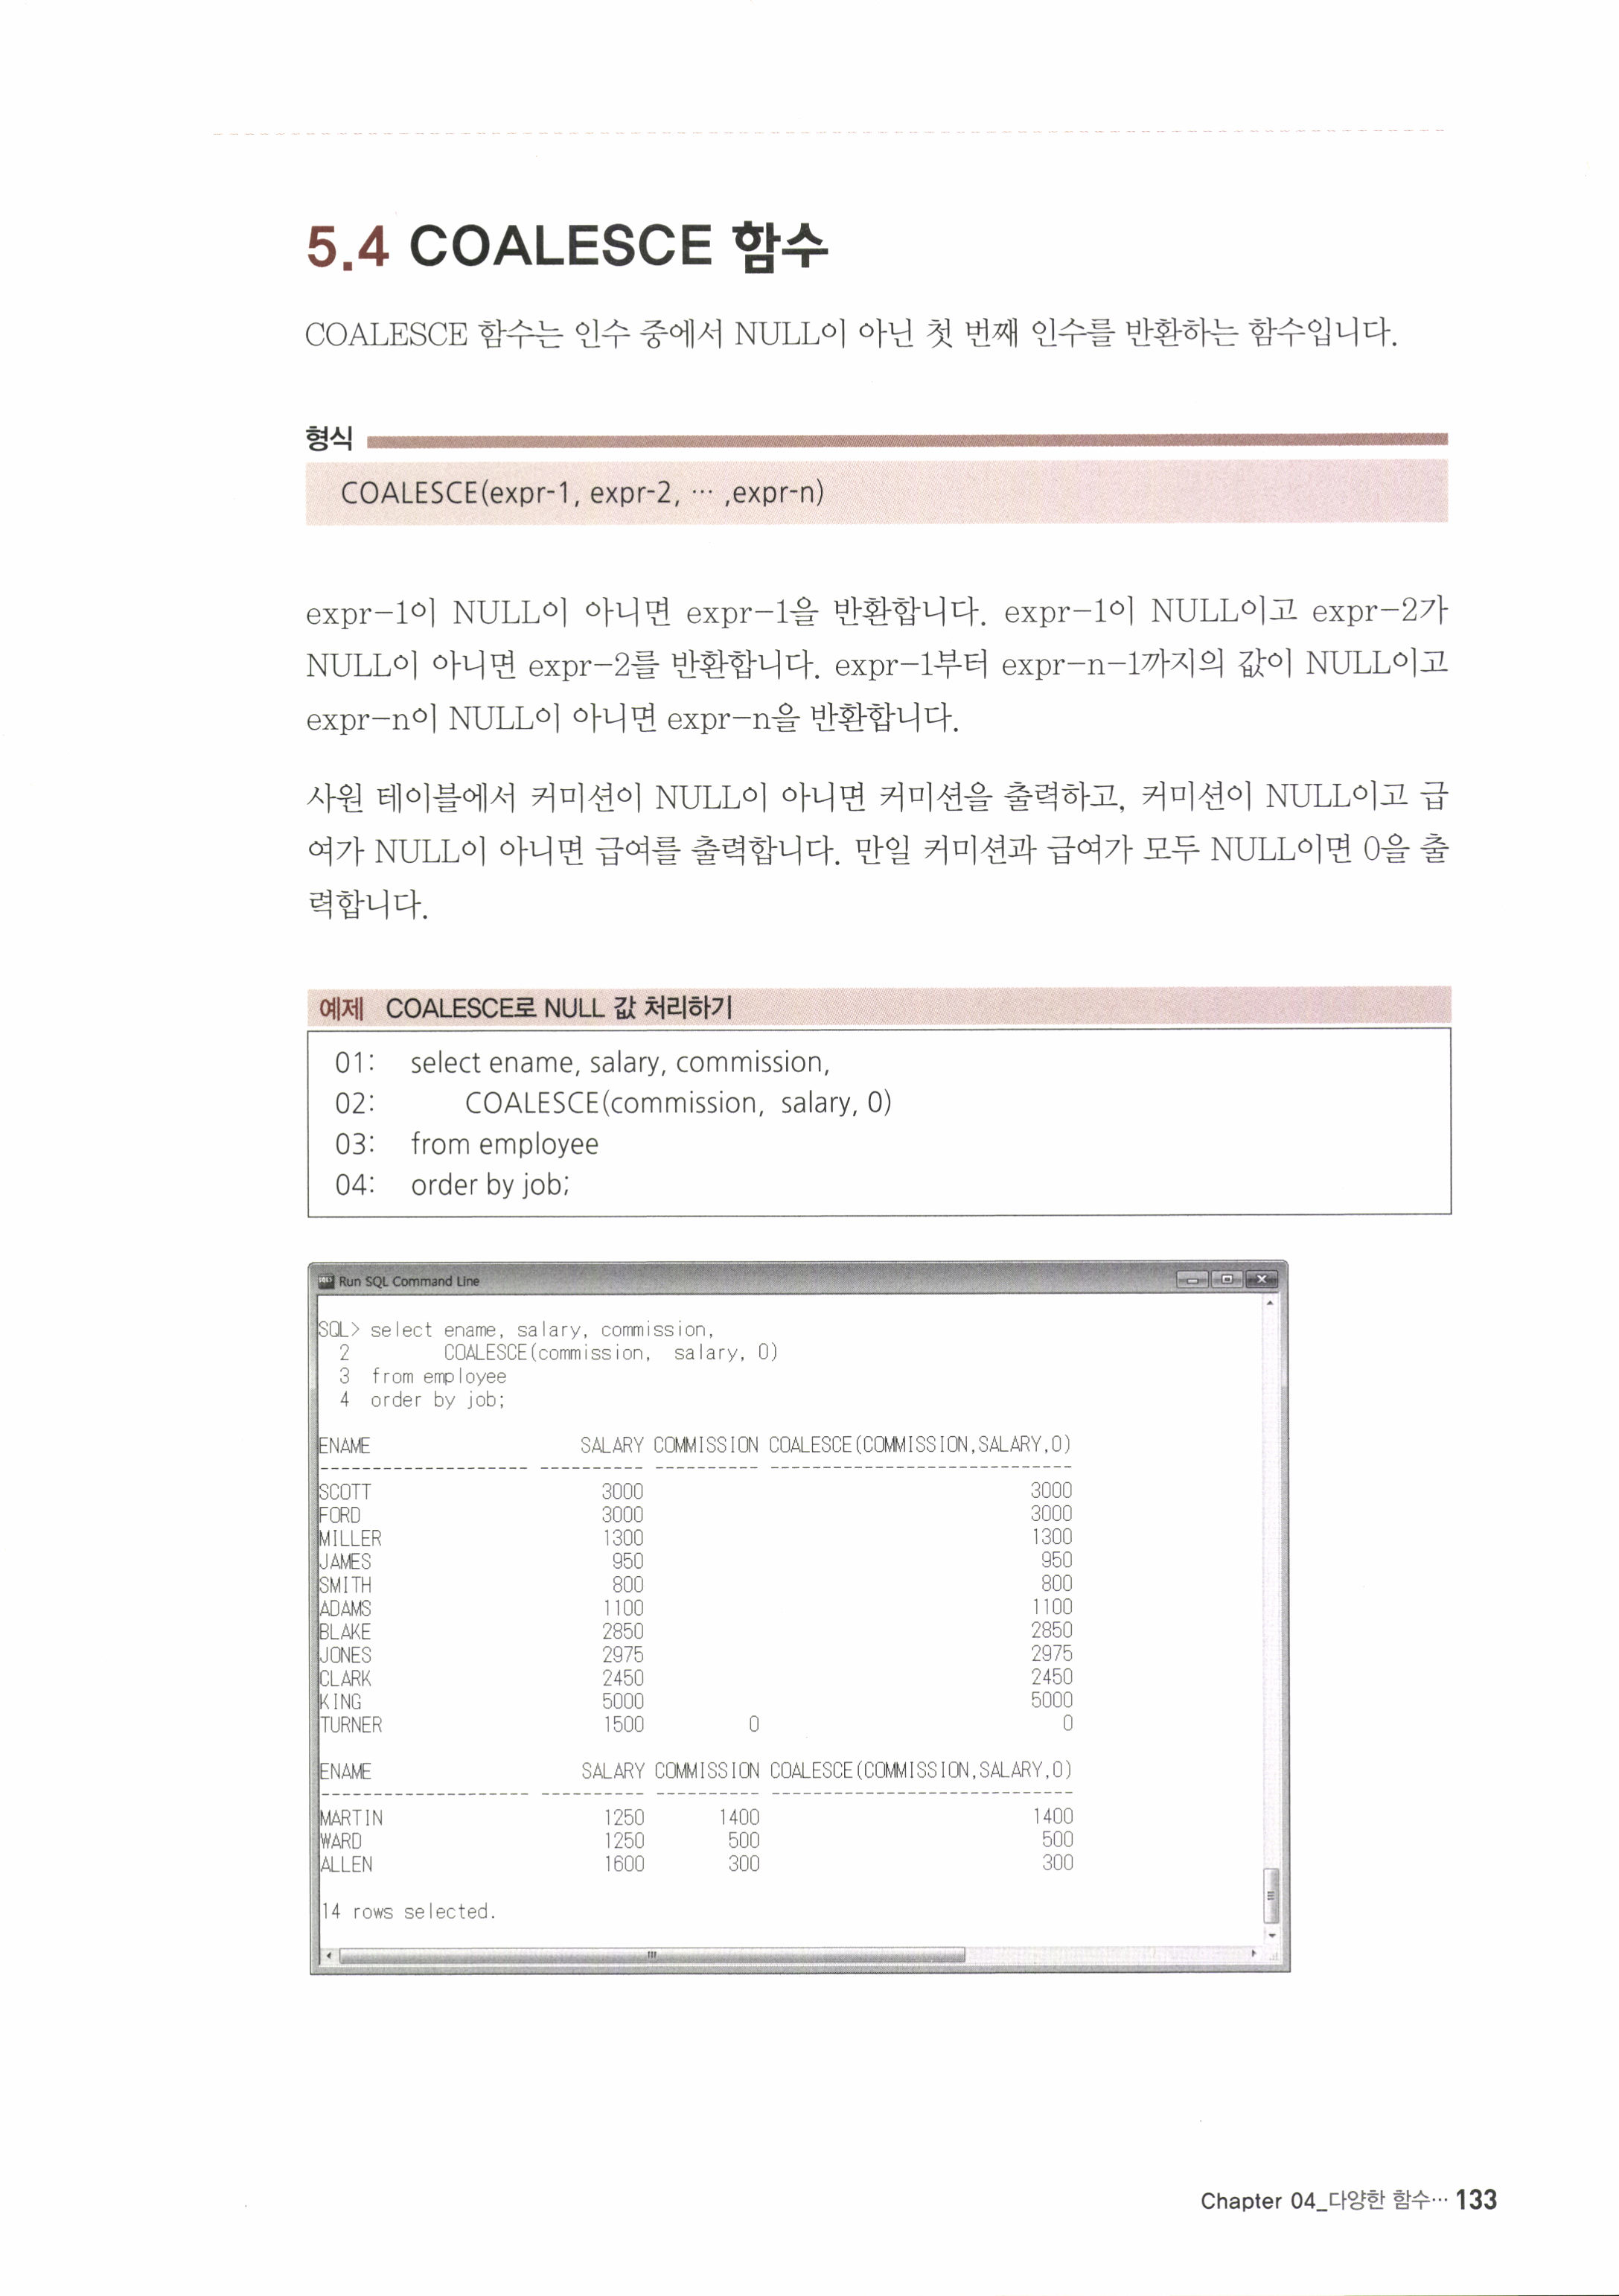 5.4 COALESCE 함수
COALESCE 함수는 인수 중에서 NULL이 아닌 첫 번째 인수를 반환하는 함수입니다.
형식
COALESCE(expr-1, expr-2, ··· ,expr-n)
expr-1이 NULL이 아니면 expr-1을 반환합니다. expr-1이 NULL이고 expr-2가
NULL이 아니면 expr-2를 반환합니다. expr-1부터 expr-n-1까지의 값이 NULL이고
expr-n이 NULL이 아니면 expr-n을 반환합니다.
사원 테이블에서 커미션이 NULL이 아니면 커미션을 출력하고, 커미션이 NULL이고 급
여가 NULL이 아니면 급여를 출력합니다. 만일 커미션과 급여가 모두 NULL이면 0을 출
력합니다.
예제 COALESCE로 NULL 값 처리하기
01: select ename, salary, commission,
02: COALESCE(commission, salary, 0)
03: from employee
04: order by job;
Run SQL Command Line
SQL> select ename, salary, commission,
2 COALESCE(commission, salary, 0)
3 from employee
4 order by job;
ENAME SALARY COMMISSION COALESCE(COMMISSION,SALARY,0)
-------------------- ---------- ---------- -----------------------------
SCOTT 3000 3000
FORD 3000 3000
MILLER 1300 1300
JAMES 950 950
SMITH 800 800
ADAMS 1100 1100
BLAKE 2850 2850
JONES 2975 2975
CLARK 2450 2450
KING 5000 5000
TURNER 1500 0 0
ENAME SALARY COMMISSION COALESCE(COMMISSION,SALARY,0)
-------------------- ---------- ---------- -----------------------------
MARTIN 1250 1400 1400
WARD 1250 500 500
ALLEN 1600 300 300
14 rows selected.
Chapter 04_다양한 함수··· 133